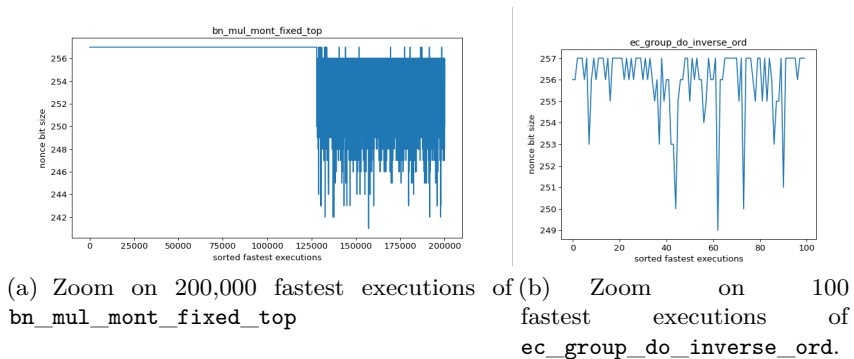 bn_mul_mont_fixed_top
256
254
252
250
248
246
244
242
nonce bit size
0 25000 50000 75000 100000 125000 150000 175000 200000
sorted fastest executions
(a) Zoom on 200,000 fastest executions of
bn_mul_mont_fixed_top
ec_group_do_inverse_ord
257
256
255
254
253
252
251
250
249
nonce bit size
0 20 40 60 80 100
sorted fastest executions
(b) Zoom on 100
fastest executions of
ec_group_do_inverse_ord.